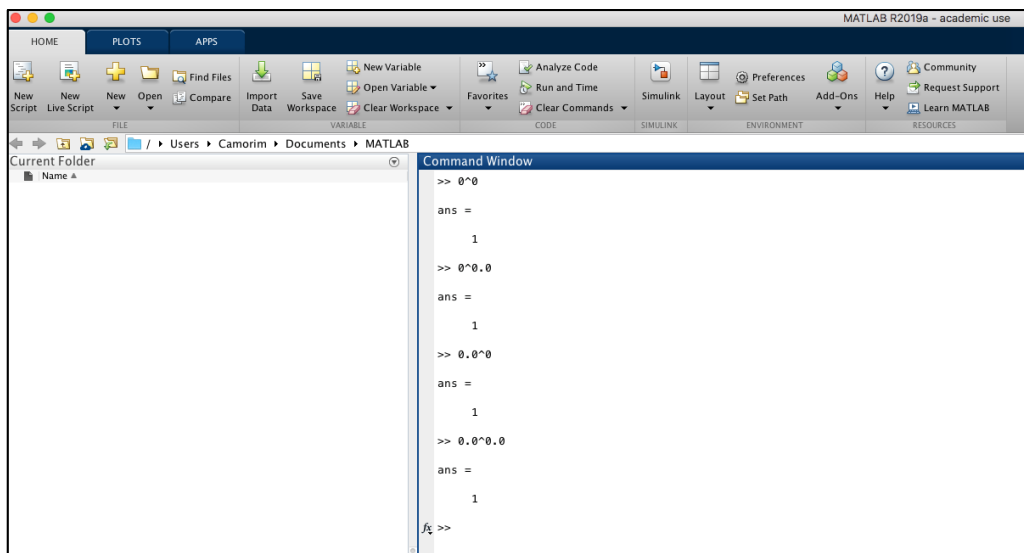 MATLAB R2019a - academic use
HOME PLOTS APPS
New Script
New Live Script
New
Open
Find Files
Compare
Import Data
Save Workspace
New Variable
Open Variable
Clear Workspace
Favorites
Analyze Code
Run and Time
Clear Commands
Simulink
Layout
Preferences
Set Path
Add-Ons
Help
Community
Request Support
Learn MATLAB
FILE VARIABLE CODE SIMULINK ENVIRONMENT RESOURCES
/ Users Camorim Documents MATLAB
Current Folder
Name
Command Window
>> 0^0
ans =
1
>> 0^0.0
ans =
1
>> 0.0^0
ans =
1
>> 0.0^0.0
ans =
1
fx >>